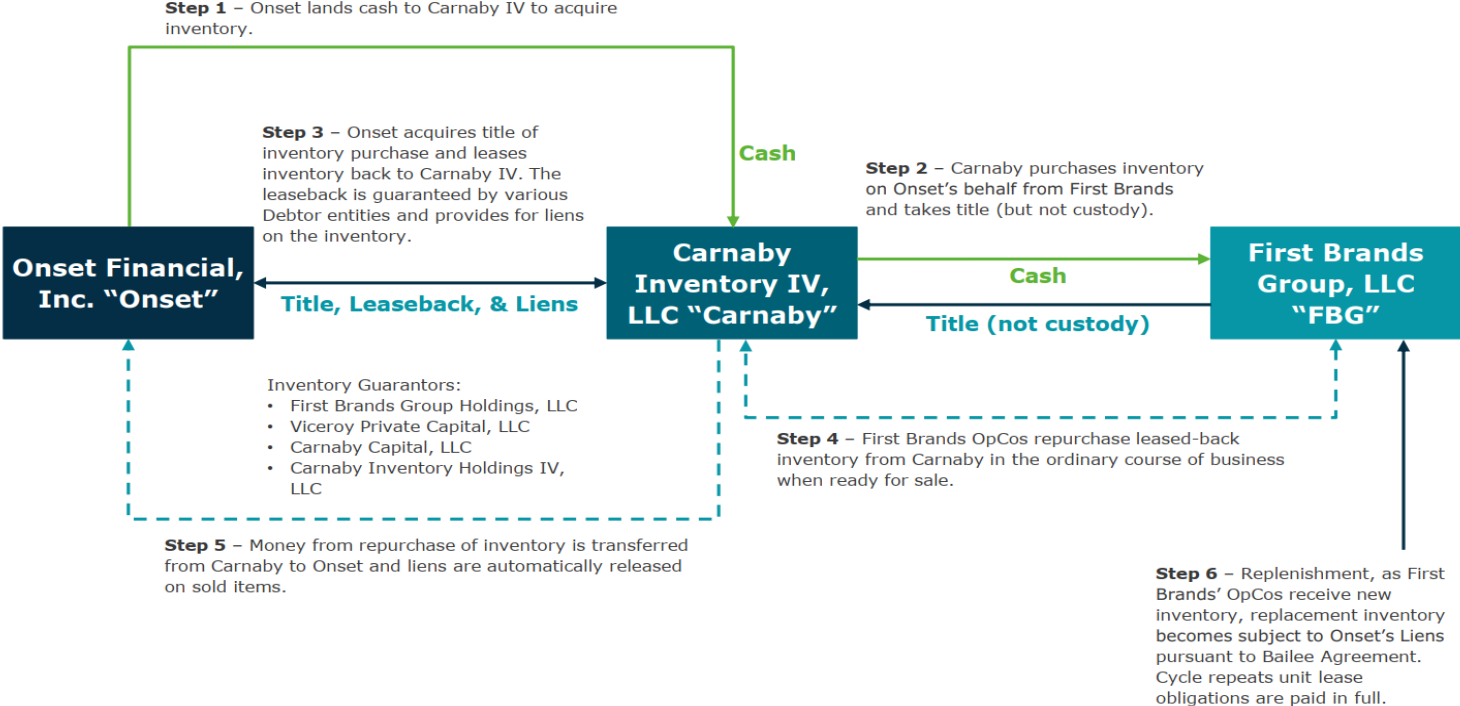 Step 1 – Onset lands cash to Carnaby IV to acquire
inventory.
Step 3 – Onset acquires title of
inventory purchase and leases
inventory back to Carnaby IV. The
leaseback is guaranteed by various
Debtor entities and provides for liens
on the inventory.
Cash
Step 2 – Carnaby purchases inventory
on Onset’s behalf from First Brands
and takes title (but not custody).
Onset Financial,
Inc. “Onset”
Title, Leaseback, & Liens
Carnaby
Inventory IV,
LLC “Carnaby”
Cash
Title (not custody)
First Brands
Group, LLC
“FBG”
Inventory Guarantors:
• First Brands Group Holdings, LLC
• Viceroy Private Capital, LLC
• Carnaby Capital, LLC
• Carnaby Inventory Holdings IV,
LLC
Step 4 – First Brands OpCos repurchase leased-back
inventory from Carnaby in the ordinary course of business
when ready for sale.
Step 5 – Money from repurchase of inventory is transferred
from Carnaby to Onset and liens are automatically released
on sold items.
Step 6 – Replenishment, as First
Brands’ OpCos receive new
inventory, replacement inventory
becomes subject to Onset’s Liens
pursuant to Bailee Agreement.
Cycle repeats unit lease
obligations are paid in full.